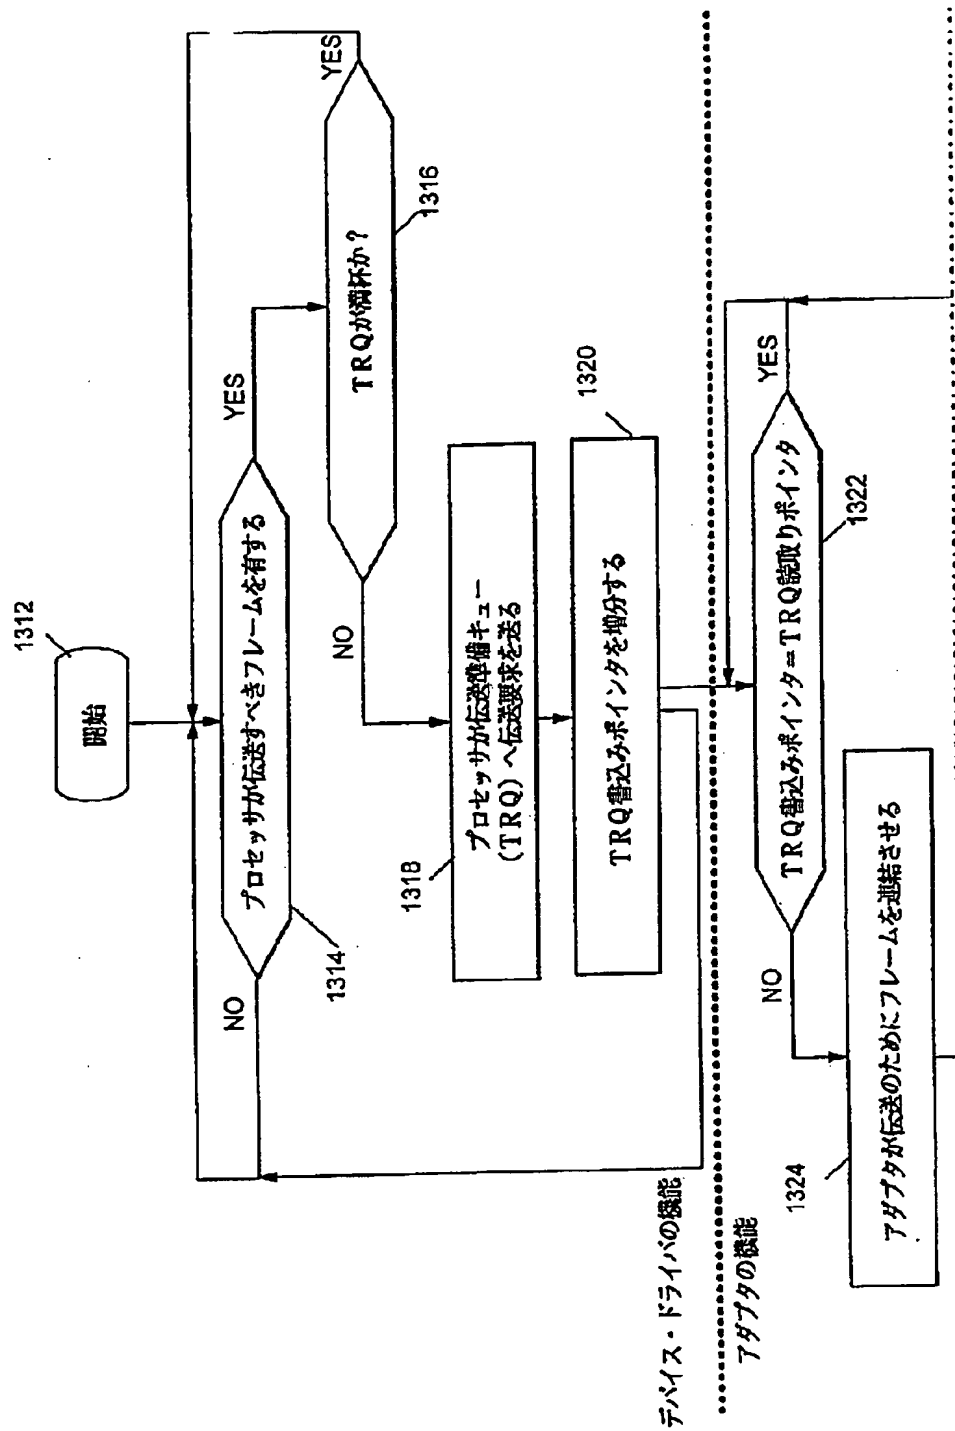 1312
開始
プロセッサが伝送すべきフレームを有する
1314
NO
YES
TRQが満杯か?
1316
YES
NO
プロセッサが伝送準備キュー
(TRQ)へ伝送要求を送る
1318
TRQ書込みポインタを増分する
1320
デバイス・ドライバの機能
アダプタの機能
TRQ書込みポインタ=TRQ読取りポインタ
1322
YES
NO
アダプタが伝送のためにフレームを連結させる
1324